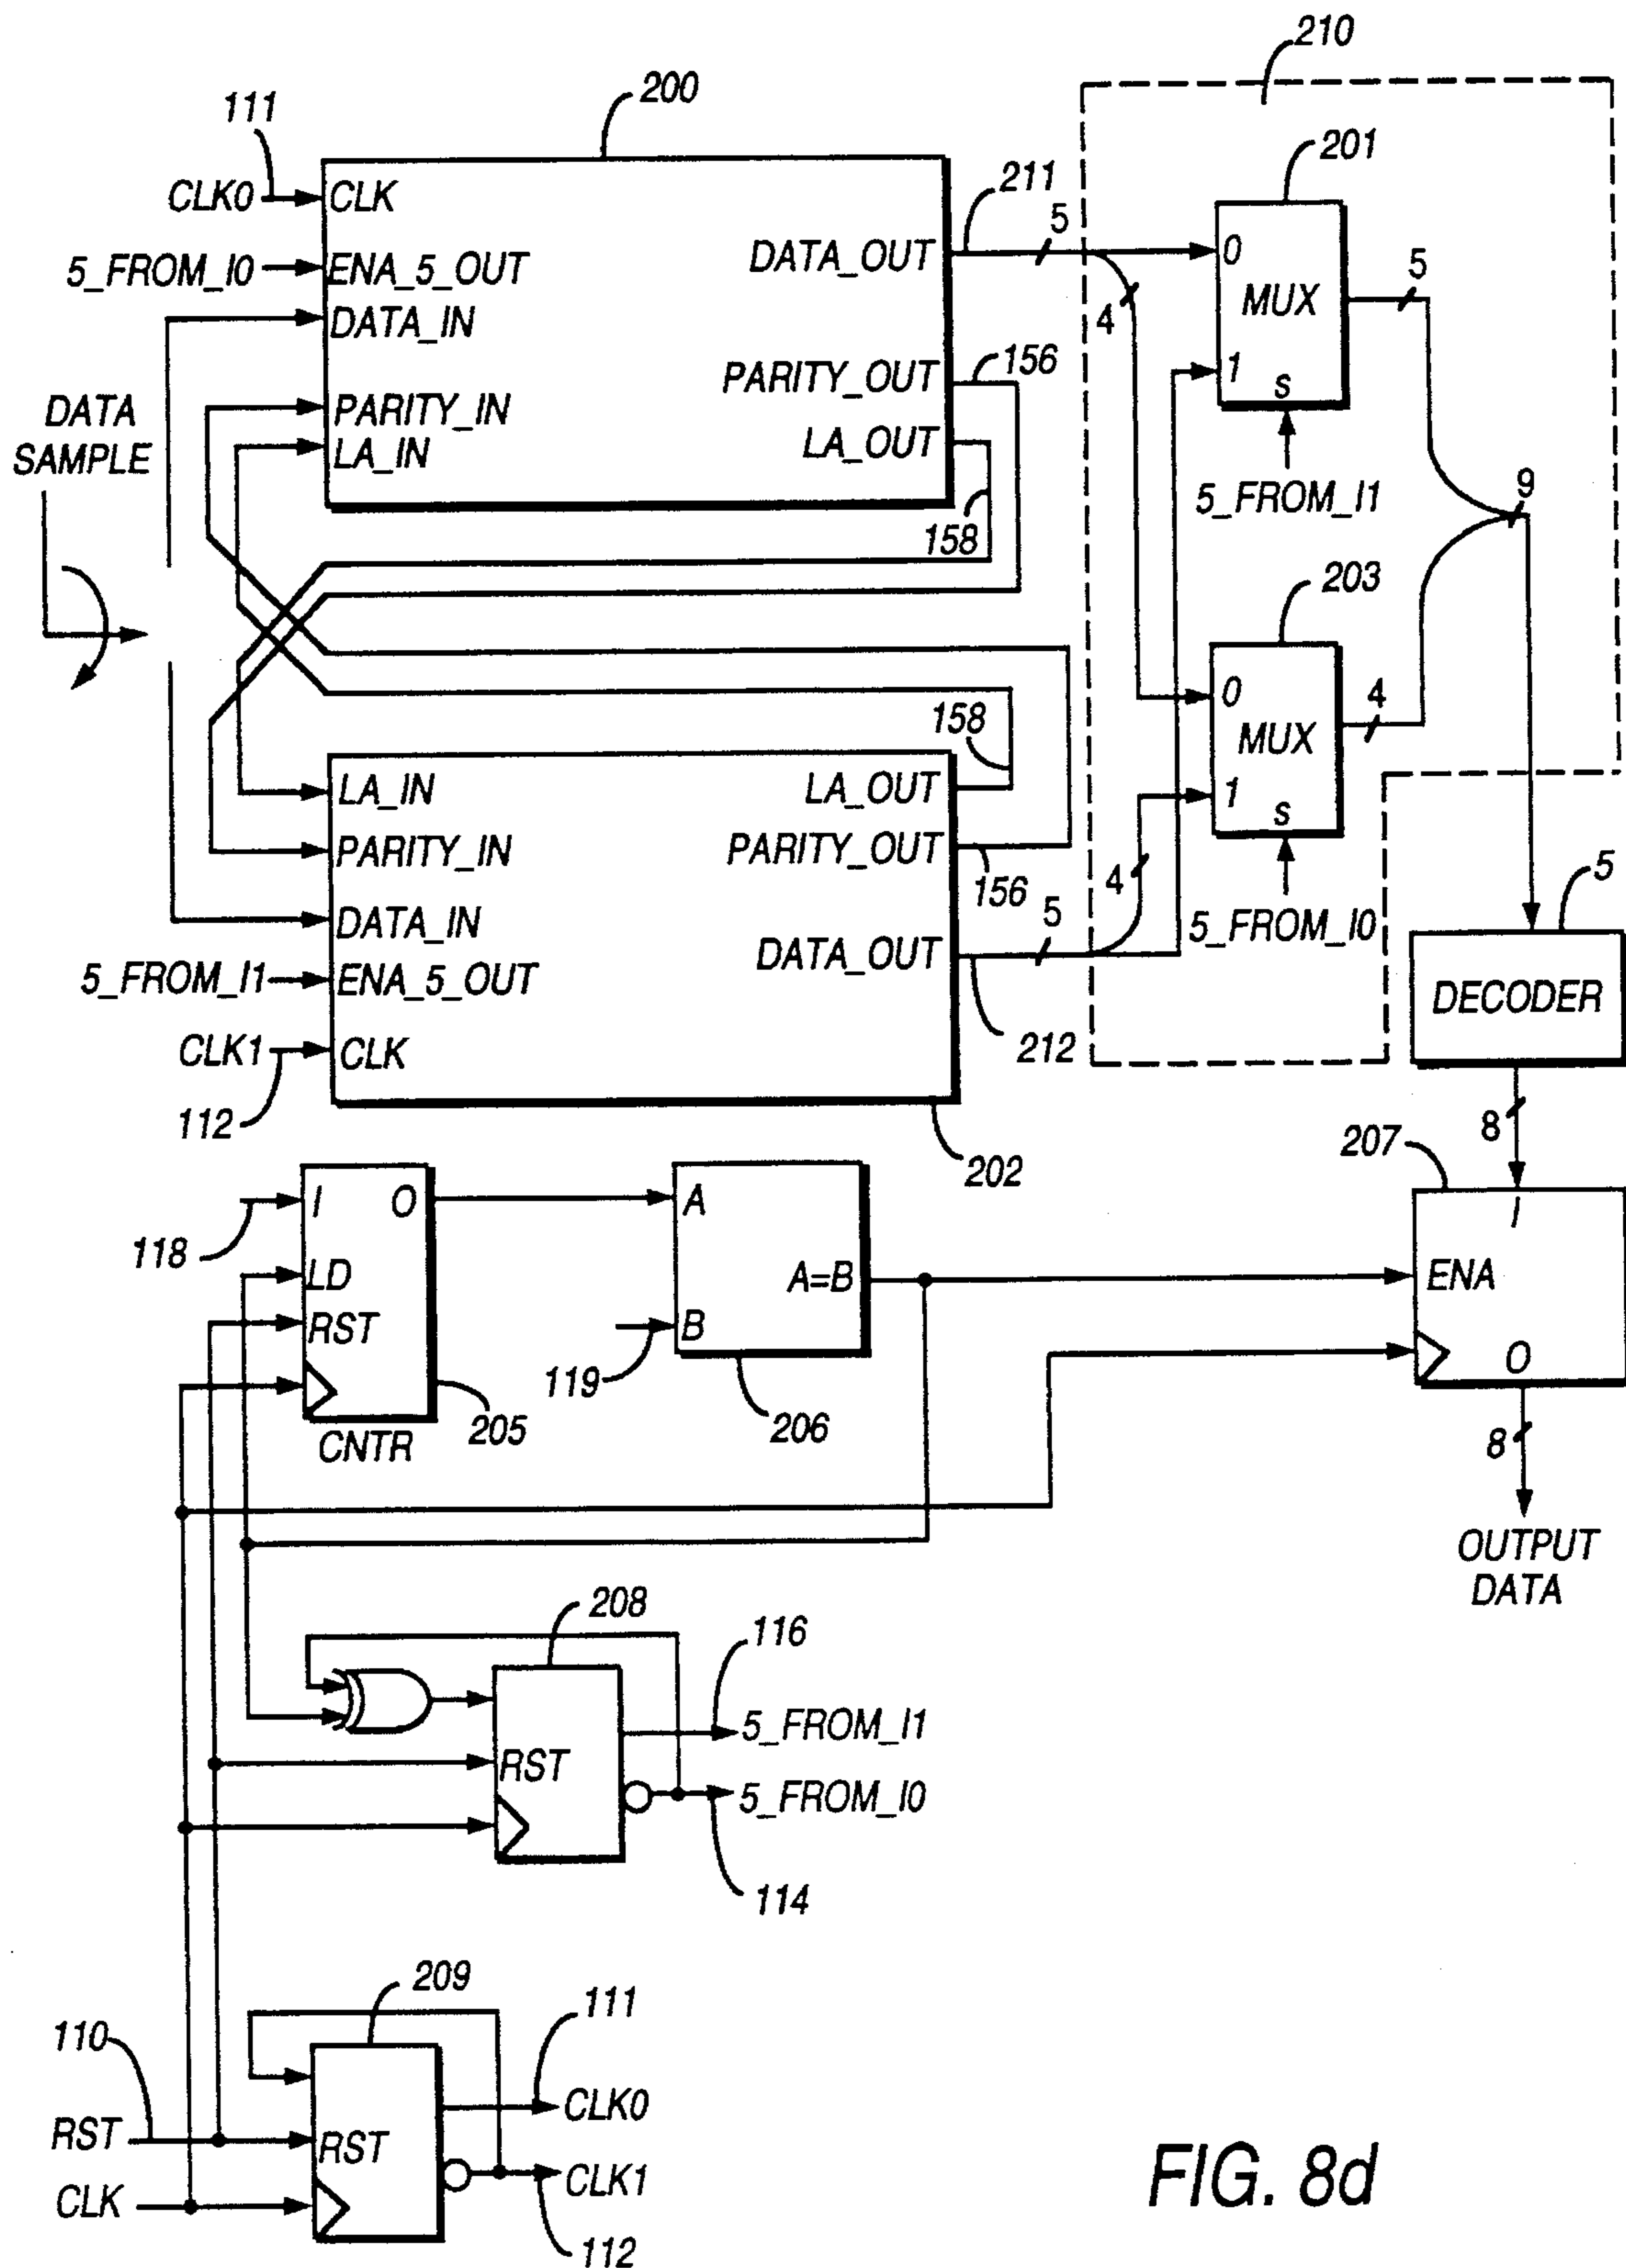 210
200
111
201
CLK0
CLK
211
5
0
5
5_FROM_I0
ENA_5_OUT
DATA_OUT
MUX
4
DATA_IN
PARITY_OUT
156
1
S
DATA
SAMPLE
PARITY_IN
LA_IN
LA_OUT
5_FROM_I1
9
158
203
0
158
4
MUX
LA_IN
LA_OUT
1
S
PARITY_IN
PARITY_OUT
156
4
5
DATA_IN
5
5_FROM_I0
DATA_OUT
5_FROM_I1
ENA_5_OUT
DECODER
CLK1
CLK
212
112
8
202
207
I
O
A
I
118
LD
A=B
ENA
RST
B
119
O
205
206
CNTR
8
OUTPUT
DATA
208
116
5_FROM_I1
RST
5_FROM_I0
114
209
111
110
CLK0
RST
RST
CLK1
CLK
112
FIG. 8d